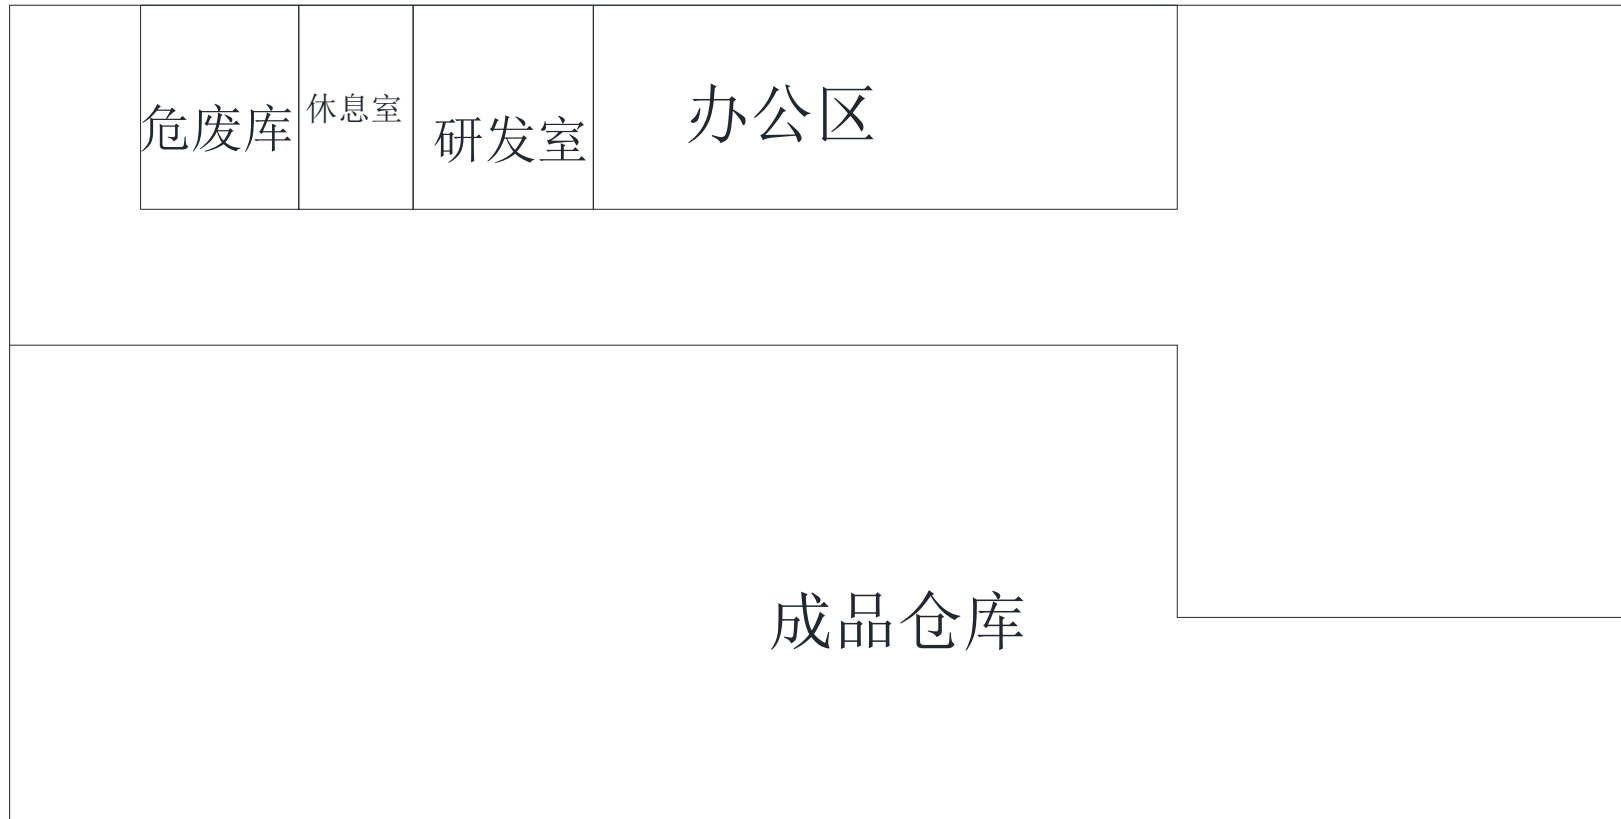 危废库
休息室
研发室
办公区
成品仓库